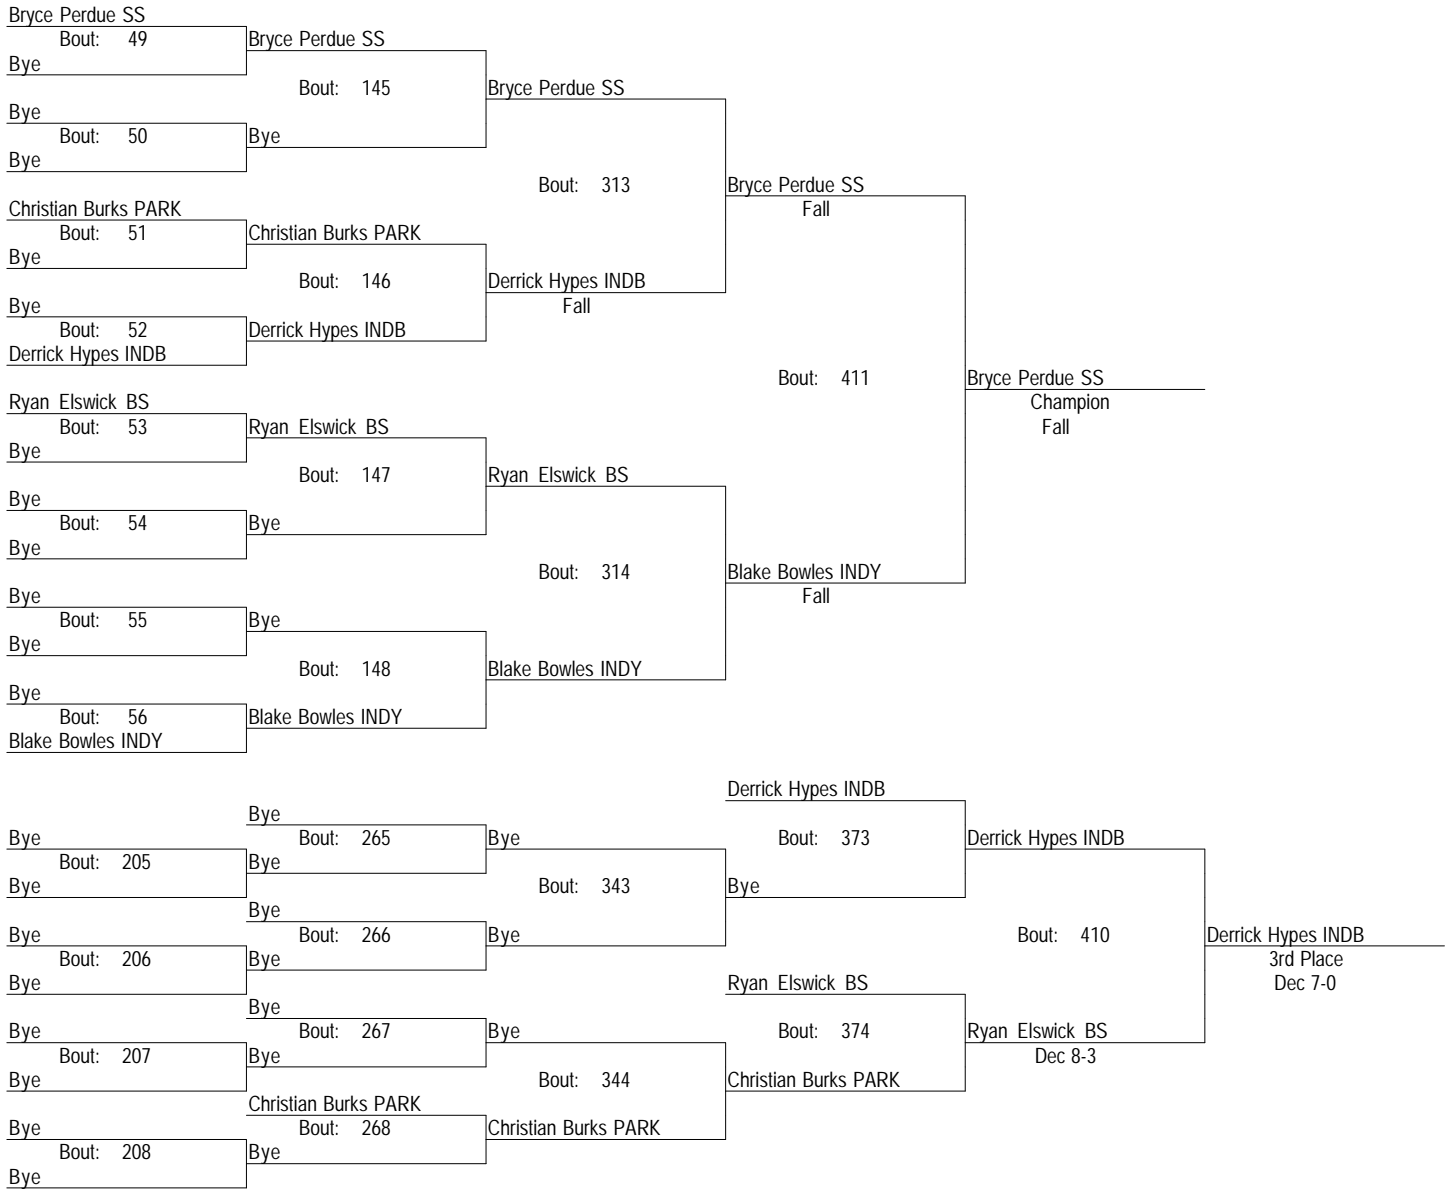 Bryce Perdue SS
Bout: 49 Bryce Perdue SS
Bye
Bout: 145 Bryce Perdue SS
Bye
Bout: 50 Bye
Bye
Bout: 313 Bryce Perdue SS
Christian Burks PARK Fall
Bout: 51 Christian Burks PARK
Bye
Bout: 146 Derrick Hypes INDB
Bye Fall
Bout: 52 Derrick Hypes INDB
Derrick Hypes INDB
Bout: 411 Bryce Perdue SS
Ryan Elswick BS Champion
Bout: 53 Ryan Elswick BS Fall
Bye
Bout: 147 Ryan Elswick BS
Bye
Bout: 54 Bye
Bye
Bout: 314 Blake Bowles INDY
Bye Fall
Bout: 55 Bye
Bye
Bout: 148 Blake Bowles INDY
Bye
Bout: 56 Blake Bowles INDY
Blake Bowles INDY
Derrick Hypes INDB
Bye
Bye Bout: 265 Bye Bout: 373 Derrick Hypes INDB
Bout: 205 Bye
Bye Bout: 343 Bye
Bye
Bye Bout: 266 Bye Bout: 410 Derrick Hypes INDB
Bout: 206 Bye 3rd Place
Bye Ryan Elswick BS Dec 7-0
Bye
Bye Bout: 267 Bye Bout: 374 Ryan Elswick BS
Bout: 207 Bye Dec 8-3
Bye Bout: 344 Christian Burks PARK
Christian Burks PARK
Bye Bout: 268 Christian Burks PARK
Bout: 208 Bye
Bye